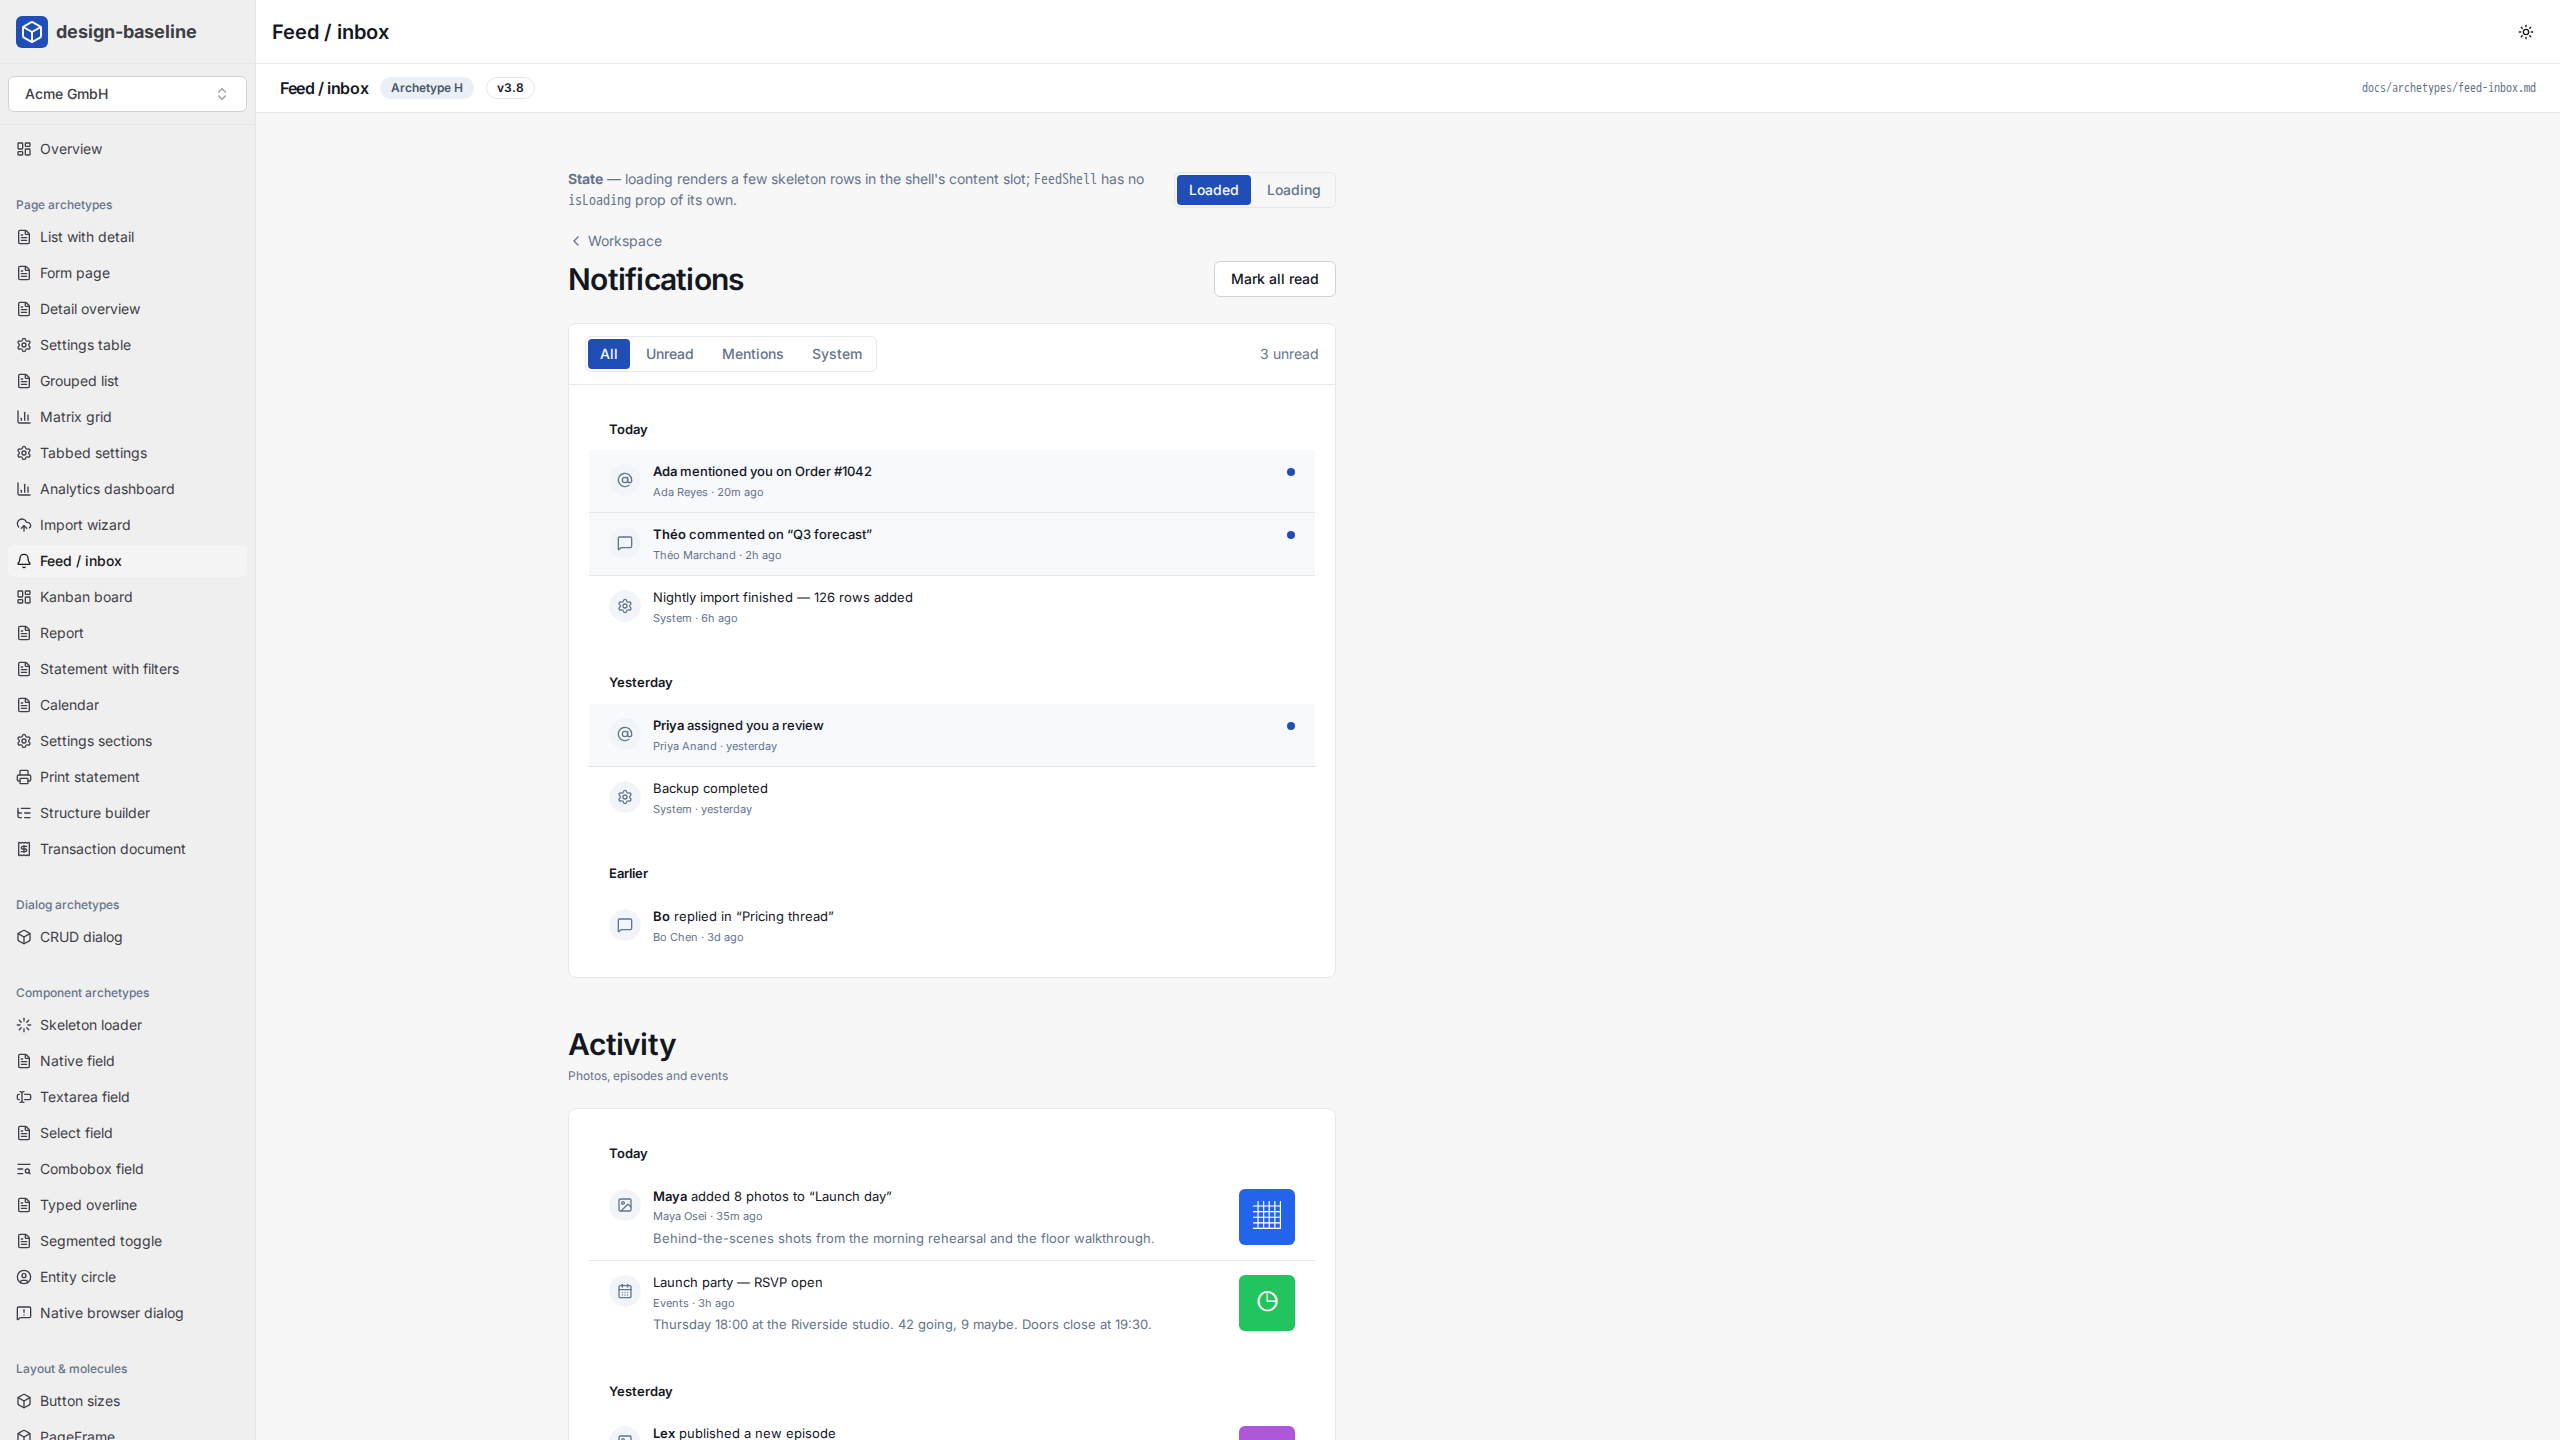 design-baseline
Acme GmbH
Overview
Page archetypes
List with detail
Form page
Detail overview
Settings table
Grouped list
Matrix grid
Tabbed settings
Analytics dashboard
Import wizard
Feed / inbox
Kanban board
Report
Statement with filters
Calendar
Settings sections
Print statement
Structure builder
Transaction document
Dialog archetypes
CRUD dialog
Component archetypes
Skeleton loader
Native field
Textarea field
Select field
Combobox field
Typed overline
Segmented toggle
Entity circle
Native browser dialog
Layout & molecules
Button sizes
PageFrame
Feed / inbox
Feed / inbox Archetype H v3.8 docs/archetypes/feed-inbox.md
State — loading renders a few skeleton rows in the shell's content slot; FeedShell has no
isLoading prop of its own.
Loaded Loading
Workspace
Notifications
Mark all read
All Unread Mentions System 3 unread
Today
Ada mentioned you on Order #1042
Ada Reyes · 20m ago
Théo commented on “Q3 forecast”
Théo Marchand · 2h ago
Nightly import finished — 126 rows added
System · 6h ago
Yesterday
Priya assigned you a review
Priya Anand · yesterday
Backup completed
System · yesterday
Earlier
Bo replied in “Pricing thread”
Bo Chen · 3d ago
Activity
Photos, episodes and events
Today
Maya added 8 photos to “Launch day”
Maya Osei · 35m ago
Behind-the-scenes shots from the morning rehearsal and the floor walkthrough.
Launch party — RSVP open
Events · 3h ago
Thursday 18:00 at the Riverside studio. 42 going, 9 maybe. Doors close at 19:30.
Yesterday
Lex published a new episode